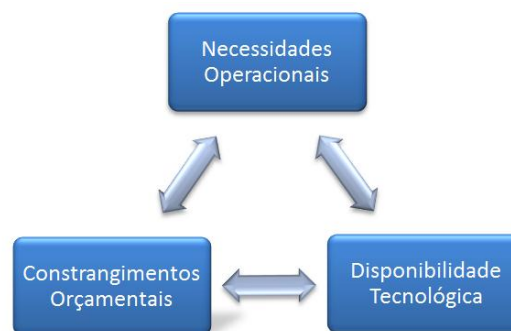 Necessidades
Operacionais
Constrangimentos
Orçamentais
Disponibilidade
Tecnológica